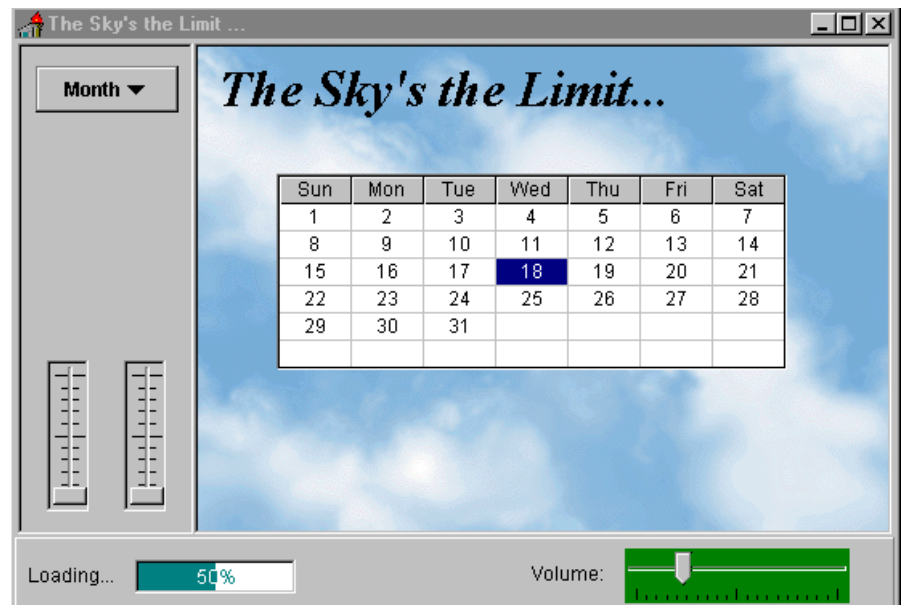 The Sky's the Limit ...
Month
The Sky's the Limit...
Sun Mon Tue Wed Thu Fri Sat
1 2 3 4 5 6 7
8 9 10 11 12 13 14
15 16 17 18 19 20 21
22 23 24 25 26 27 28
29 30 31
Loading... 50% Volume: